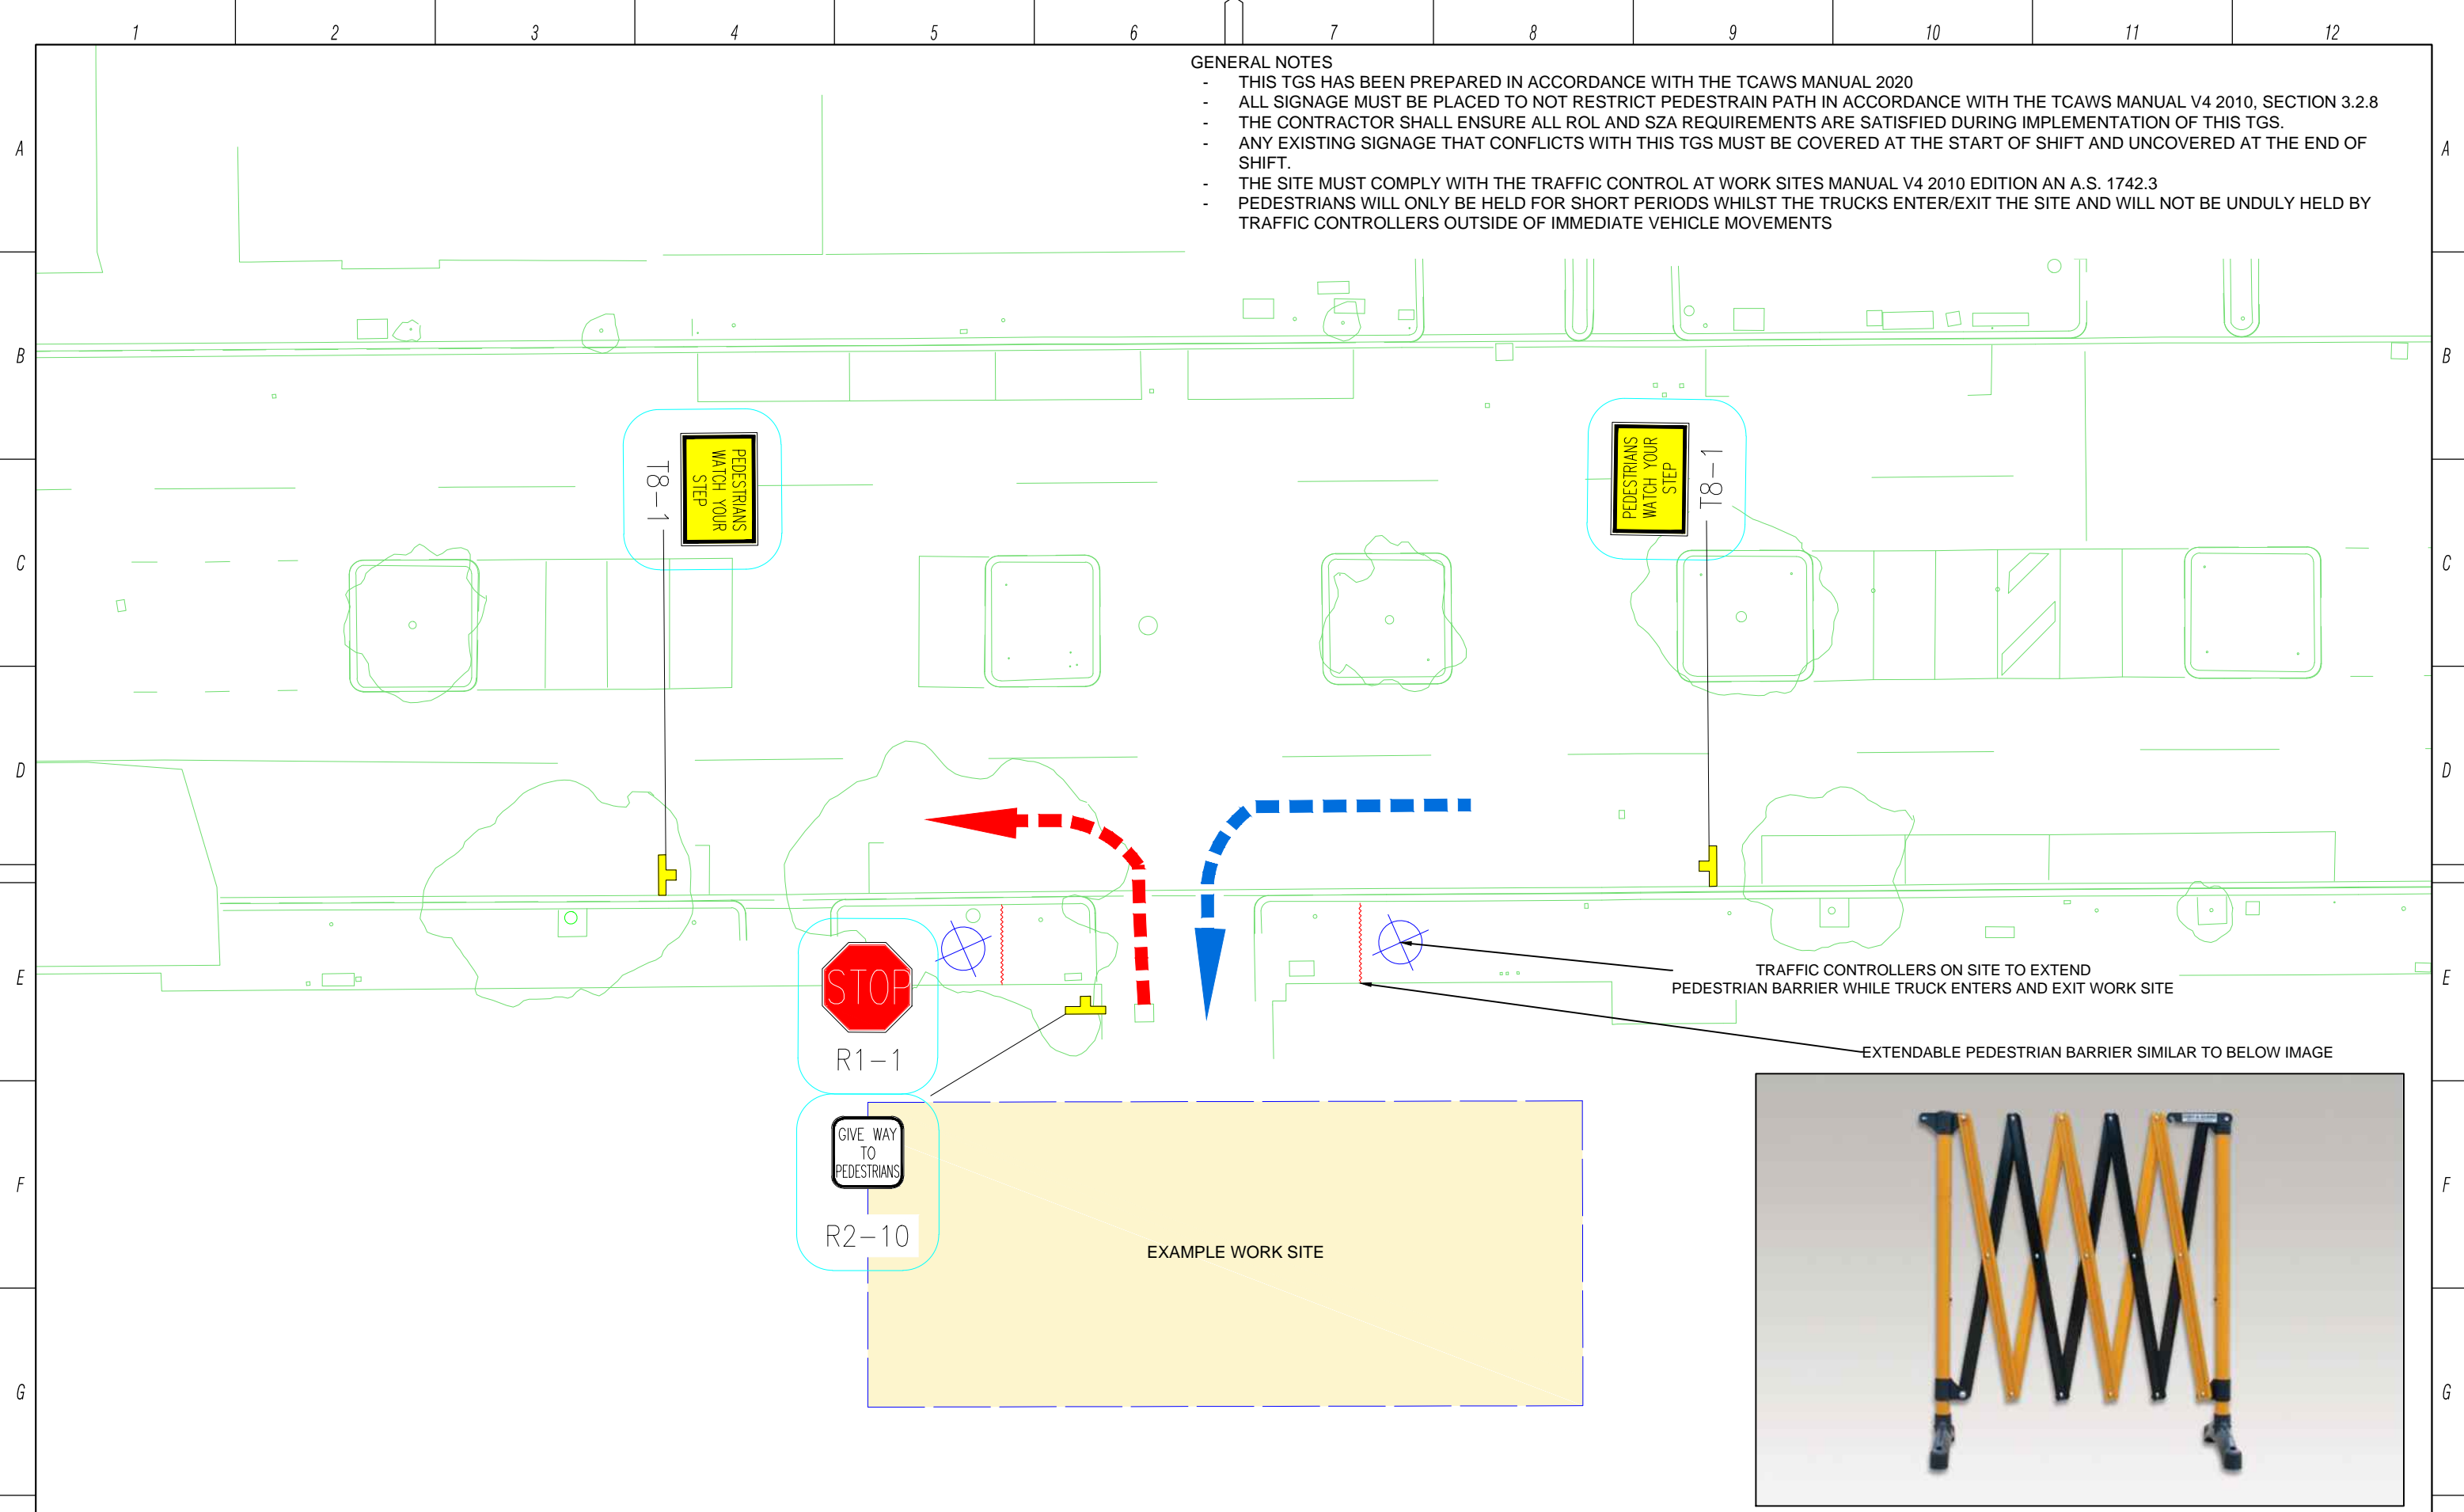 1 2 3 4 5 6 7 8 9 10 11 12
GENERAL NOTES
- THIS TGS HAS BEEN PREPARED IN ACCORDANCE WITH THE TCAWS MANUAL 2020
- ALL SIGNAGE MUST BE PLACED TO NOT RESTRICT PEDESTRAIN PATH IN ACCORDANCE WITH THE TCAWS MANUAL V4 2010, SECTION 3.2.8
- THE CONTRACTOR SHALL ENSURE ALL ROL AND SZA REQUIREMENTS ARE SATISFIED DURING IMPLEMENTATION OF THIS TGS.
- ANY EXISTING SIGNAGE THAT CONFLICTS WITH THIS TGS MUST BE COVERED AT THE START OF SHIFT AND UNCOVERED AT THE END OF
SHIFT.
- THE SITE MUST COMPLY WITH THE TRAFFIC CONTROL AT WORK SITES MANUAL V4 2010 EDITION AN A.S. 1742.3
- PEDESTRIANS WILL ONLY BE HELD FOR SHORT PERIODS WHILST THE TRUCKS ENTER/EXIT THE SITE AND WILL NOT BE UNDULY HELD BY
TRAFFIC CONTROLLERS OUTSIDE OF IMMEDIATE VEHICLE MOVEMENTS
A A
B B
PEDESTRIANS
WATCH YOUR
STEP
T8-1
PEDESTRIANS
WATCH YOUR
STEP
T8-1
C C
D D
E E
STOP
R1-1
TRAFFIC CONTROLLERS ON SITE TO EXTEND
PEDESTRIAN BARRIER WHILE TRUCK ENTERS AND EXIT WORK SITE
EXTENDABLE PEDESTRIAN BARRIER SIMILAR TO BELOW IMAGE
GIVE WAY
TO
PEDESTRIANS
R2-10
F F
EXAMPLE WORK SITE
G G